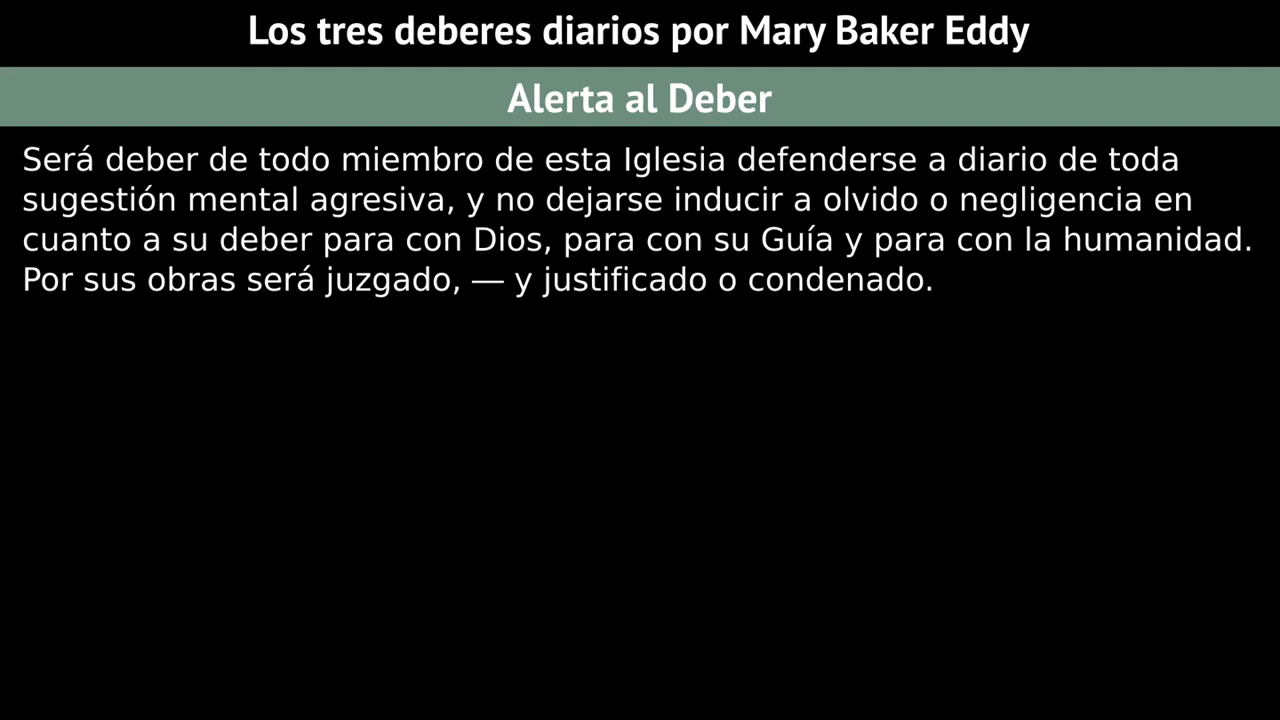 Los tres deberes diarios por Mary Baker Eddy
Alerta al Deber
Será deber de todo miembro de esta Iglesia defenderse a diario de toda
sugestión mental agresiva, y no dejarse inducir a olvido o negligencia en
cuanto a su deber para con Dios, para con su Guía y para con la humanidad.
Por sus obras será juzgado, — y justificado o condenado.